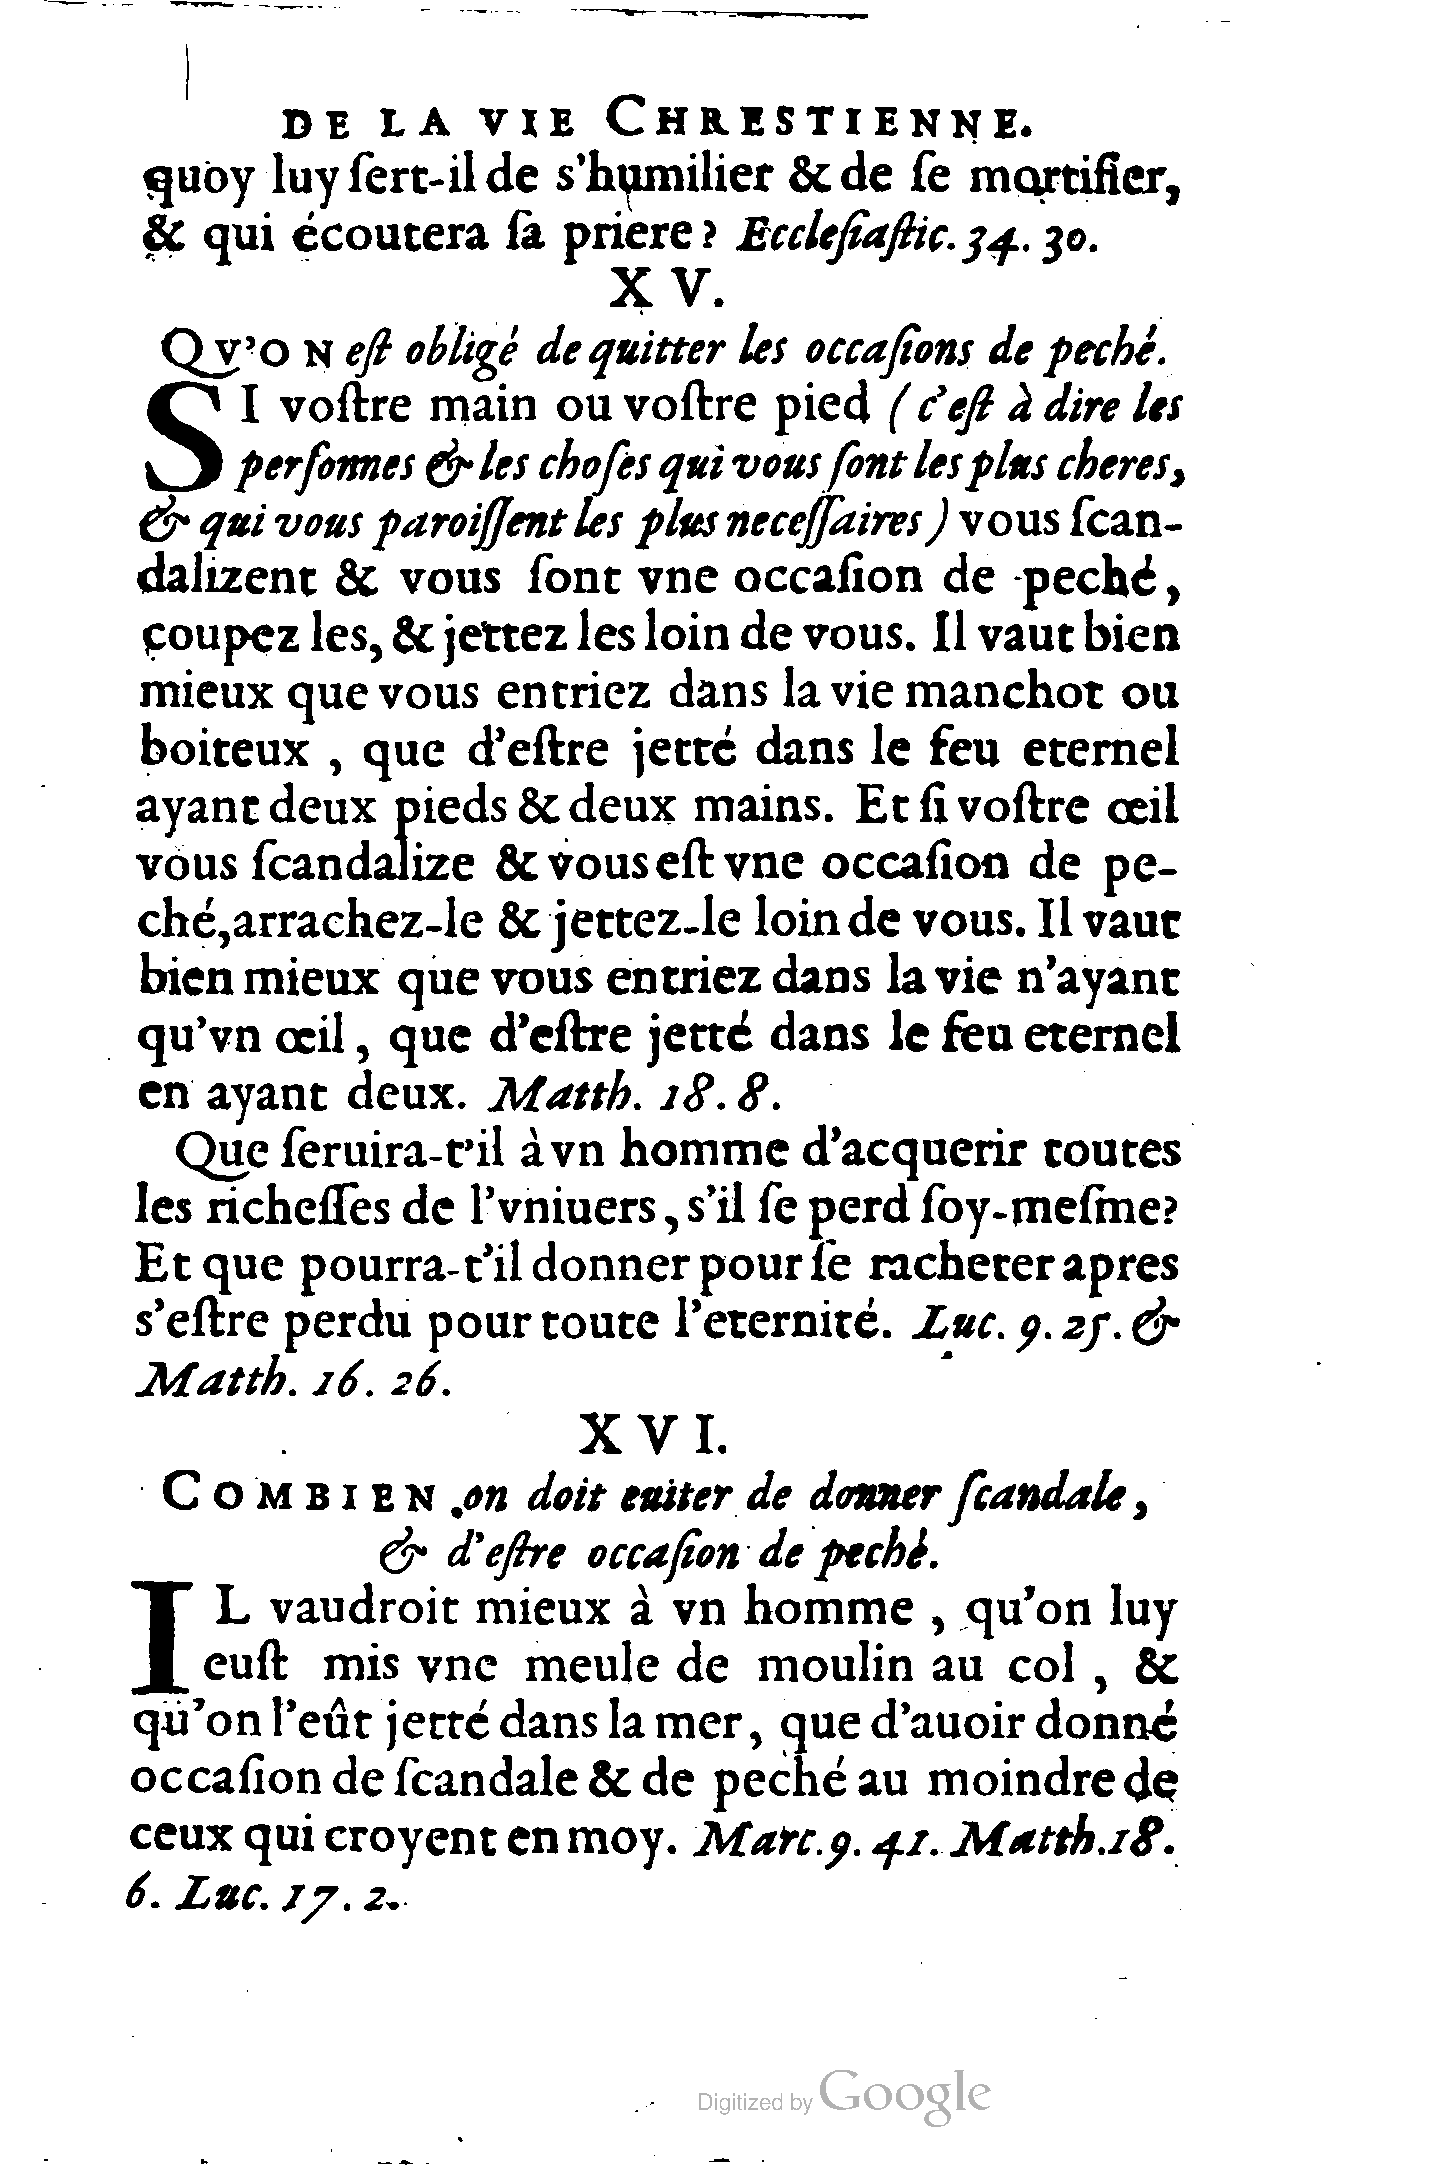 DE LA VIE CHRESTIENNE.
quoy luy ſert-il de s'humilier & de ſe mortifier,
& qui écoutera ſa priere? Eccleſiaſtic. 34. 30.
X V.
QV'ON eſt obligé de quitter les occaſions de peché.
SI voſtre main ou voſtre pied ( c'eſt à dire les
perſonnes & les choſes qui vous ſont les plus cheres,
& qui vous paroiſſent les plus neceſſaires ) vous ſcan-
dalizent & vous ſont vne occaſion de peché,
coupez les, & jettez les loin de vous. Il vaut bien
mieux que vous entriez dans la vie manchot ou
boiteux , que d'eſtre jetté dans le feu eternel
ayant deux pieds & deux mains. Et ſi voſtre œil
vous ſcandalize & vous eſt vne occaſion de pe-
ché, arrachez-le & jettez-le loin de vous. Il vaut
bien mieux que vous entriez dans la vie n'ayant
qu'vn œil, que d'eſtre jetté dans le feu eternel
en ayant deux. Matth. 18. 8.
Que ſeruira-t'il à vn homme d'acquerir toutes
les richeſſes de l'vniuers, s'il ſe perd ſoy-meſme?
Et que pourra-t'il donner pour ſe racheter apres
s'eſtre perdu pour toute l'eternité. Luc. 9. 25. &
Matth. 16. 26.
X V I.
COMBIEN on doit euiter de donner ſcandale,
& d'eſtre occaſion de peché.
IL vaudroit mieux à vn homme , qu'on luy
euſt mis vne meule de moulin au col , &
qu'on l'eût jetté dans la mer, que d'auoir donné
occaſion de ſcandale & de peché au moindre de
ceux qui croyent en moy. Marc. 9. 41. Matth. 18.
6. Luc. 17. 2.
Digitized by Google